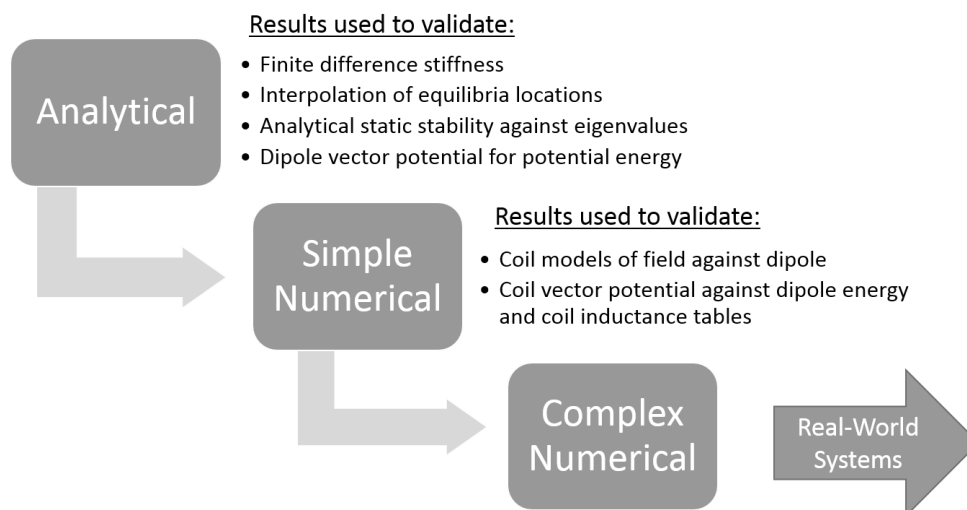 Results used to validate:
Analytical
• Finite difference stiffness
• Interpolation of equilibria locations
• Analytical static stability against eigenvalues
• Dipole vector potential for potential energy
Simple
Numerical
Results used to validate:
• Coil models of field against dipole
• Coil vector potential against dipole energy
and coil inductance tables
Complex
Numerical
Real-World
Systems